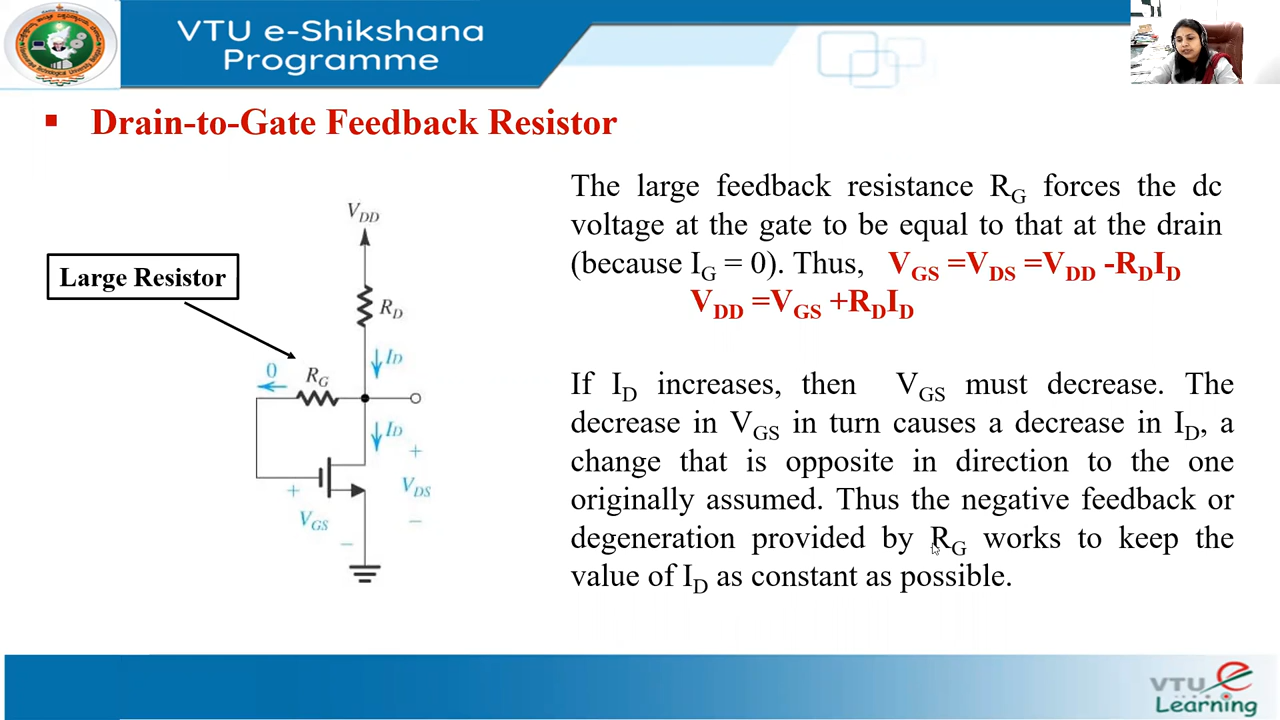 VTU e-Shikshana
Programme
▪ Drain-to-Gate Feedback Resistor
The large feedback resistance R_G forces the dc
voltage at the gate to be equal to that at the drain
(because I_G = 0). Thus, V_GS =V_DS =V_DD -R_DI_D
V_DD =V_GS +R_DI_D
If I_D increases, then V_GS must decrease. The
decrease in V_GS in turn causes a decrease in I_D, a
change that is opposite in direction to the one
originally assumed. Thus the negative feedback or
degeneration provided by R_G works to keep the
value of I_D as constant as possible.
V_DD
Large Resistor
R_D
I_D
0
R_G
I_D
+
V_DS
−
+
V_GS
−
VTU e
Learning